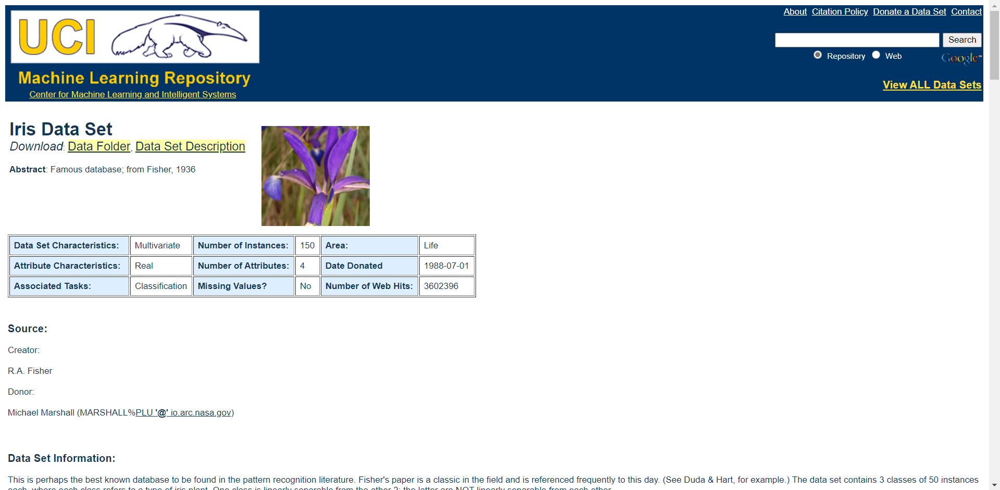 UCI
Machine Learning Repository
Center for Machine Learning and Intelligent Systems
About Citation Policy Donate a Data Set Contact
Search
Repository Web Google™
View ALL Data Sets
Iris Data Set
Download: Data Folder, Data Set Description
Abstract: Famous database; from Fisher, 1936
Data Set Characteristics: Multivariate Number of Instances: 150 Area: Life
Attribute Characteristics: Real Number of Attributes: 4 Date Donated 1988-07-01
Associated Tasks: Classification Missing Values? No Number of Web Hits: 3602396
Source:
Creator:
R.A. Fisher
Donor:
Michael Marshall (MARSHALL%PLU '@' io.arc.nasa.gov)
Data Set Information:
This is perhaps the best known database to be found in the pattern recognition literature. Fisher's paper is a classic in the field and is referenced frequently to this day. (See Duda & Hart, for example.) The data set contains 3 classes of 50 instances
each, where each class refers to a type of iris plant. One class is linearly separable from the other 2; the latter are NOT linearly separable from each other.